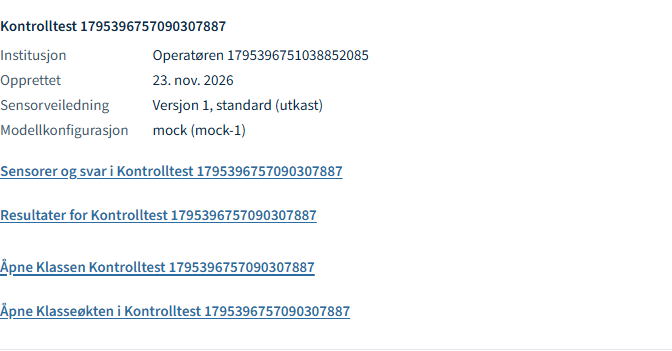 Kontrolltest 1795396757090307887
Institusjon Operatøren 1795396751038852085
Opprettet 23. nov. 2026
Sensorveiledning Versjon 1, standard (utkast)
Modellkonfigurasjon mock (mock-1)
Sensorer og svar i Kontrolltest 1795396757090307887
Resultater for Kontrolltest 1795396757090307887
Åpne Klassen Kontrolltest 1795396757090307887
Åpne Klasseøkten i Kontrolltest 1795396757090307887